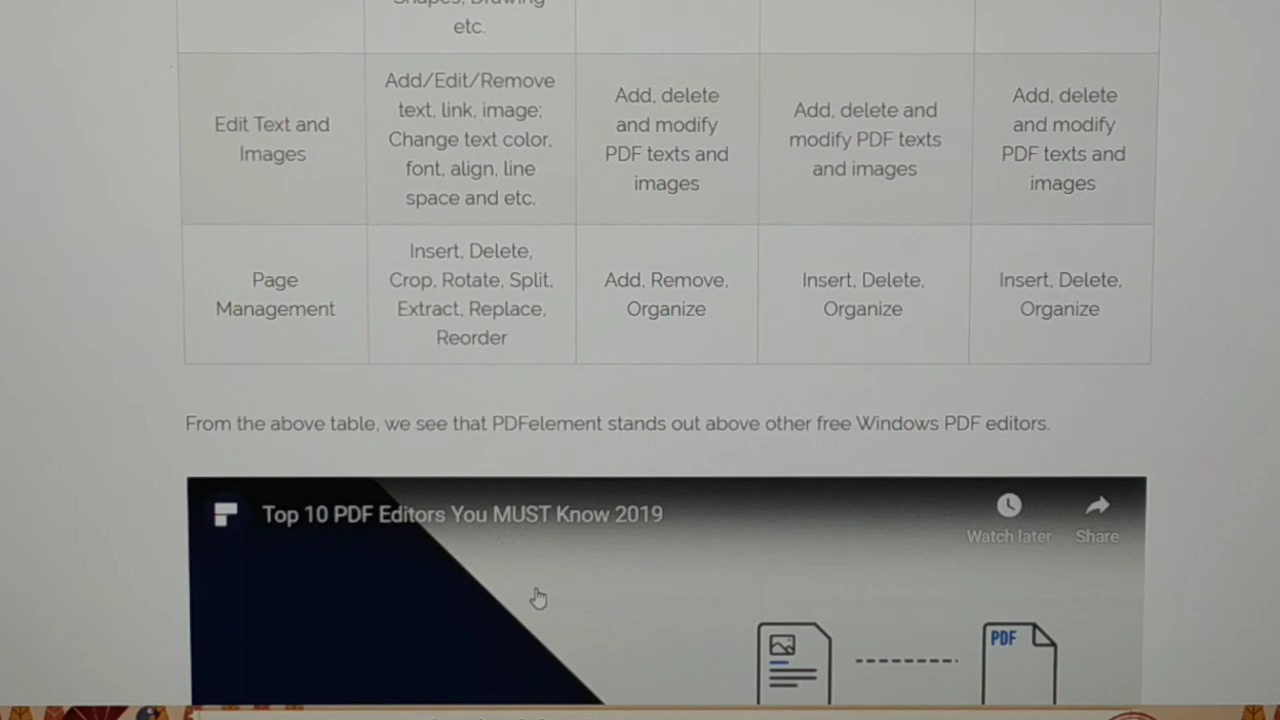 etc.
Edit Text and
Images
Add/Edit/Remove
text, link, image;
Change text color,
font, align, line
space and etc.
Add, delete
and modify
PDF texts and
images
Add, delete and
modify PDF texts
and images
Add, delete
and modify
PDF texts and
images
Page
Management
Insert, Delete,
Crop, Rotate, Split,
Extract, Replace,
Reorder
Add, Remove,
Organize
Insert, Delete,
Organize
Insert, Delete,
Organize
From the above table, we see that PDFelement stands out above other free Windows PDF editors.
Top 10 PDF Editors You MUST Know 2019
Watch later
Share
PDF